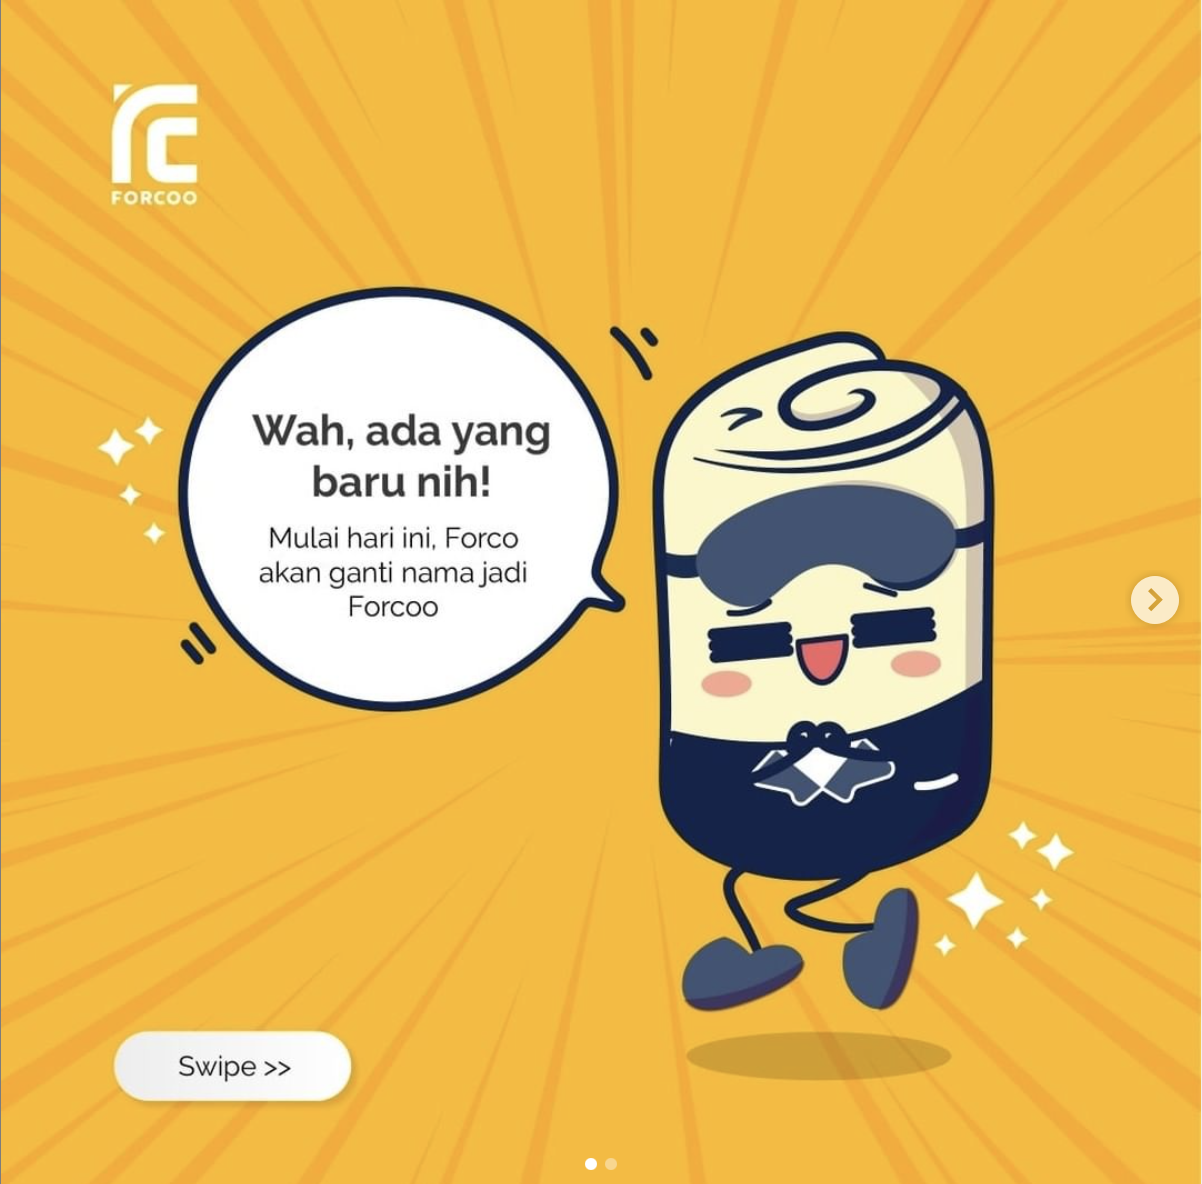 FORCOO
Wah, ada yang
baru nih!
Mulai hari ini, Forco
akan ganti nama jadi
Forcoo
Swipe >>